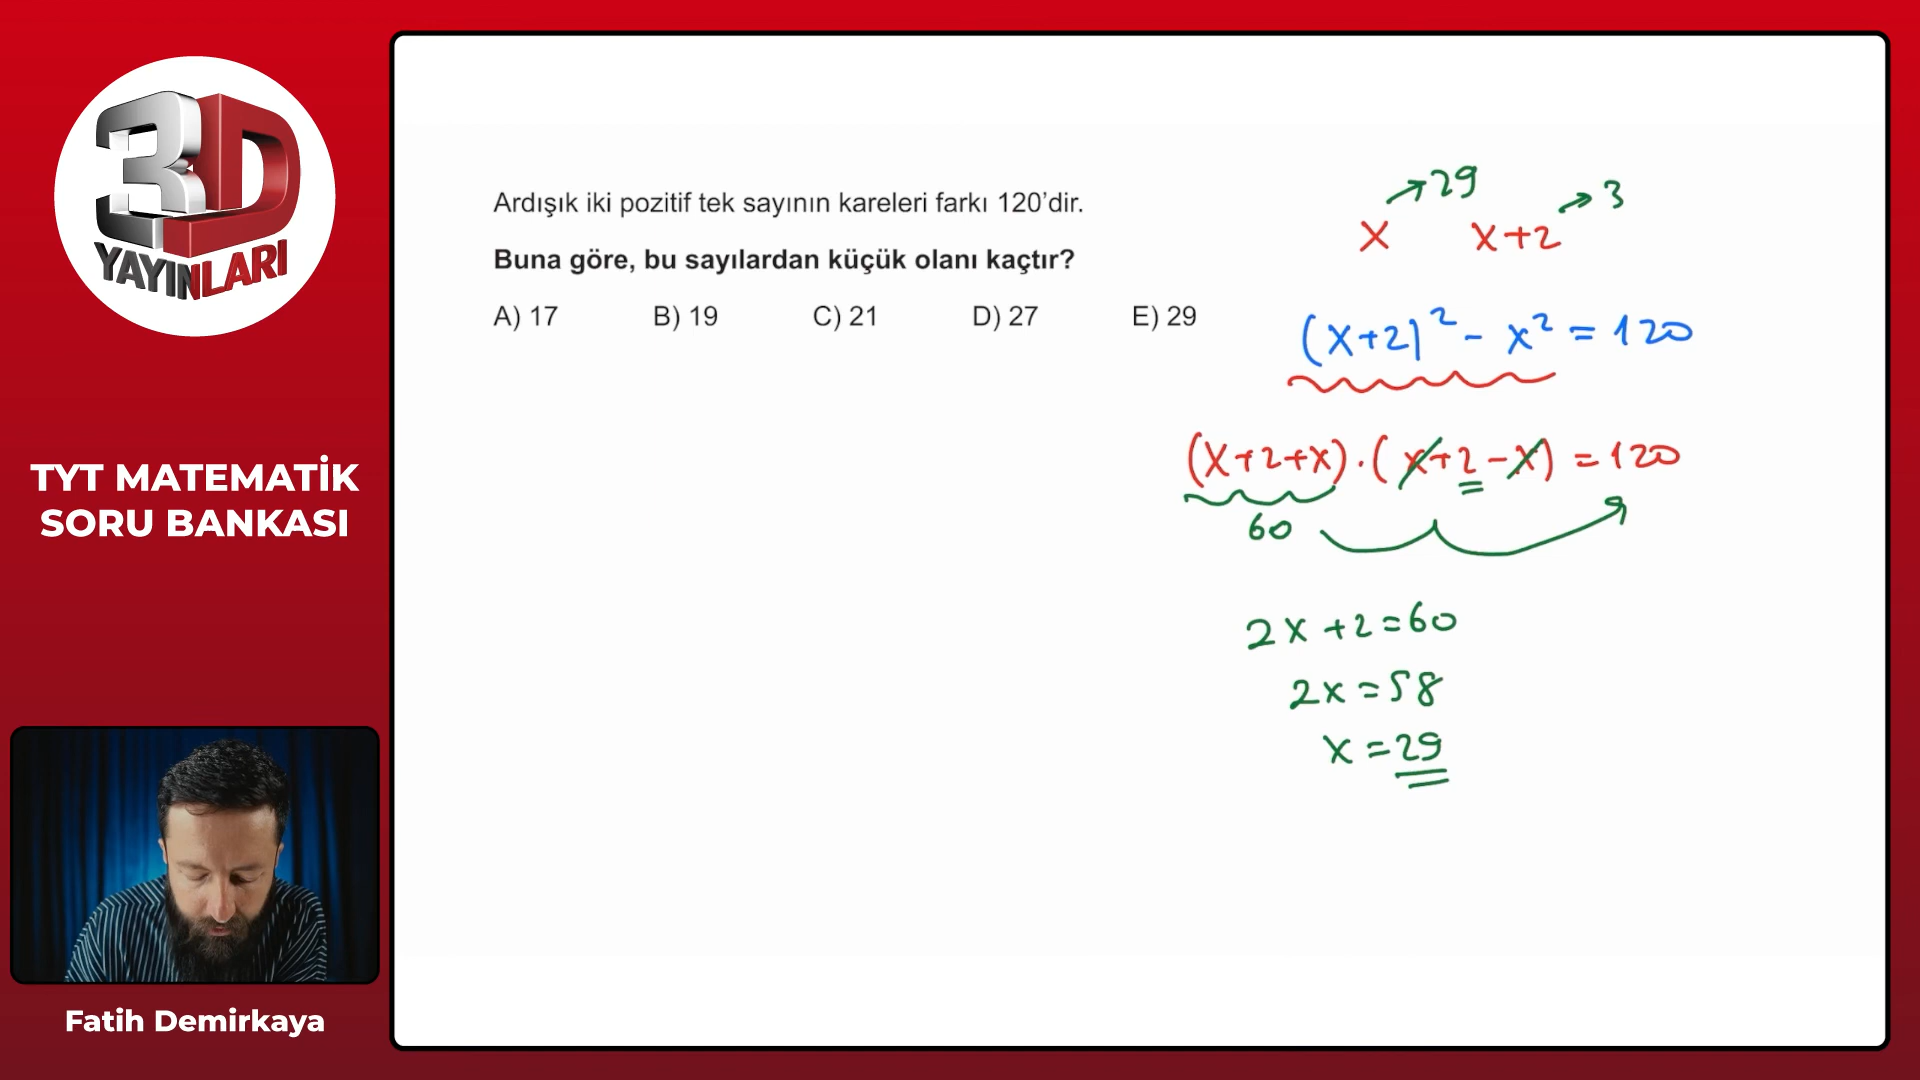 3D
YAYINLARI
TYT MATEMATİK
SORU BANKASI
Fatih Demirkaya
Ardışık iki pozitif tek sayının kareleri farkı 120'dir.
Buna göre, bu sayılardan küçük olanı kaçtır?
A) 17 B) 19 C) 21 D) 27 E) 29
29 3
x x+2
(x+2)² - x² = 120
(x+2+x).(x+2-x) = 120
60
2x+2=60
2x=58
x=29